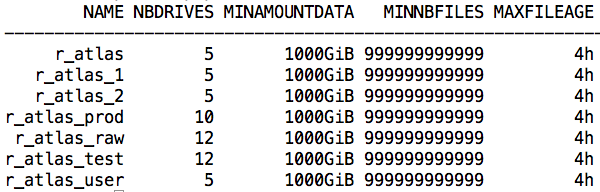 NAME NBDRIVES MINAMOUNTDATA MINNBFILES MAXFILEAGE
---------------------------------------------------------
r_atlas 5 1000GiB 999999999999 4h
r_atlas_1 5 1000GiB 999999999999 4h
r_atlas_2 5 1000GiB 999999999999 4h
r_atlas_prod 10 1000GiB 999999999999 4h
r_atlas_raw 12 1000GiB 999999999999 4h
r_atlas_test 12 1000GiB 999999999999 4h
r_atlas_user 5 1000GiB 999999999999 4h